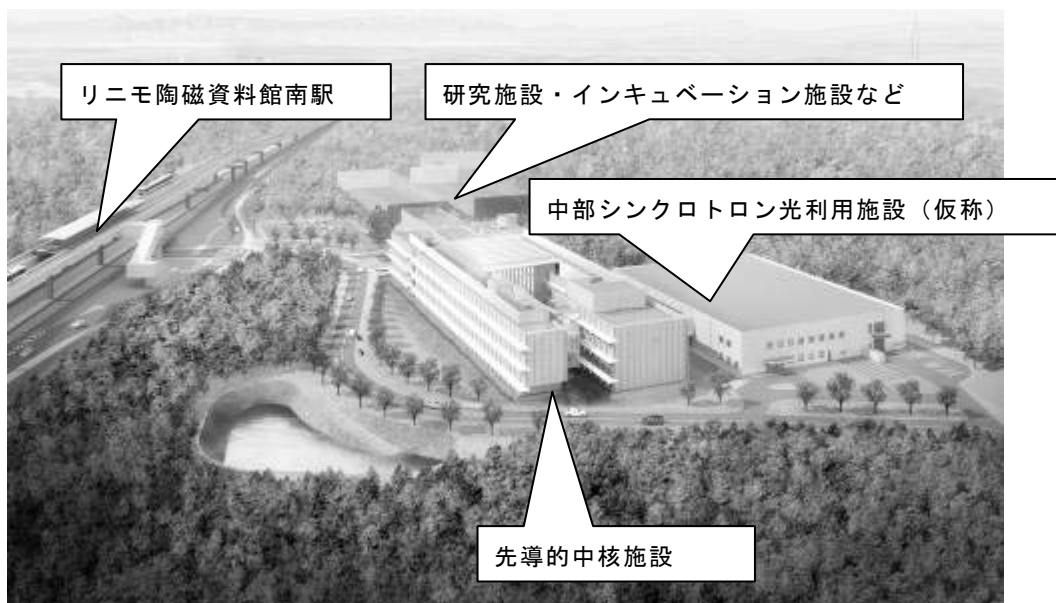 リニモ陶磁資料館南駅
研究施設・インキュベーション施設など
中部シンクロトロン光利用施設（仮称）
先導的中核施設